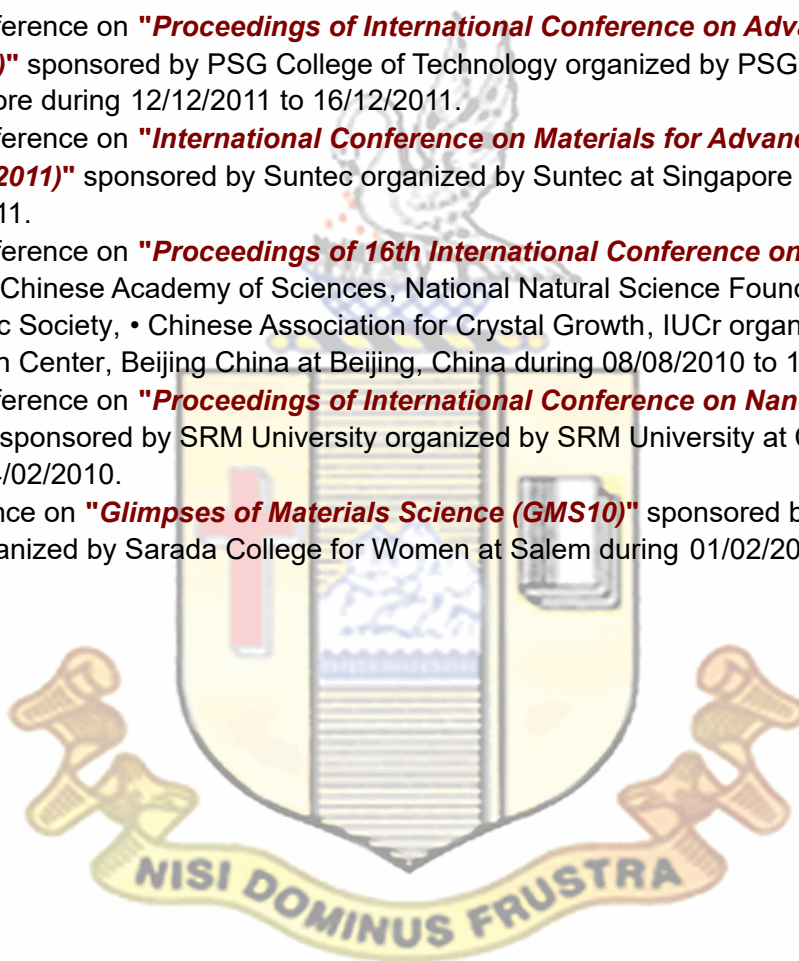 ference on "Proceedings of International Conference on Adva
)" sponsored by PSG College of Technology organized by PSG
ore during 12/12/2011 to 16/12/2011.
ference on "International Conference on Materials for Advanc
2011)" sponsored by Suntec organized by Suntec at Singapore
11.
ference on "Proceedings of 16th International Conference on
Chinese Academy of Sciences, National Natural Science Found
c Society, • Chinese Association for Crystal Growth, IUCr organ
n Center, Beijing China at Beijing, China during 08/08/2010 to 1
ference on "Proceedings of International Conference on Nan
sponsored by SRM University organized by SRM University at C
4/02/2010.
nce on "Glimpses of Materials Science (GMS10)" sponsored b
anized by Sarada College for Women at Salem during 01/02/20
NISI DOMINUS FRUSTRA